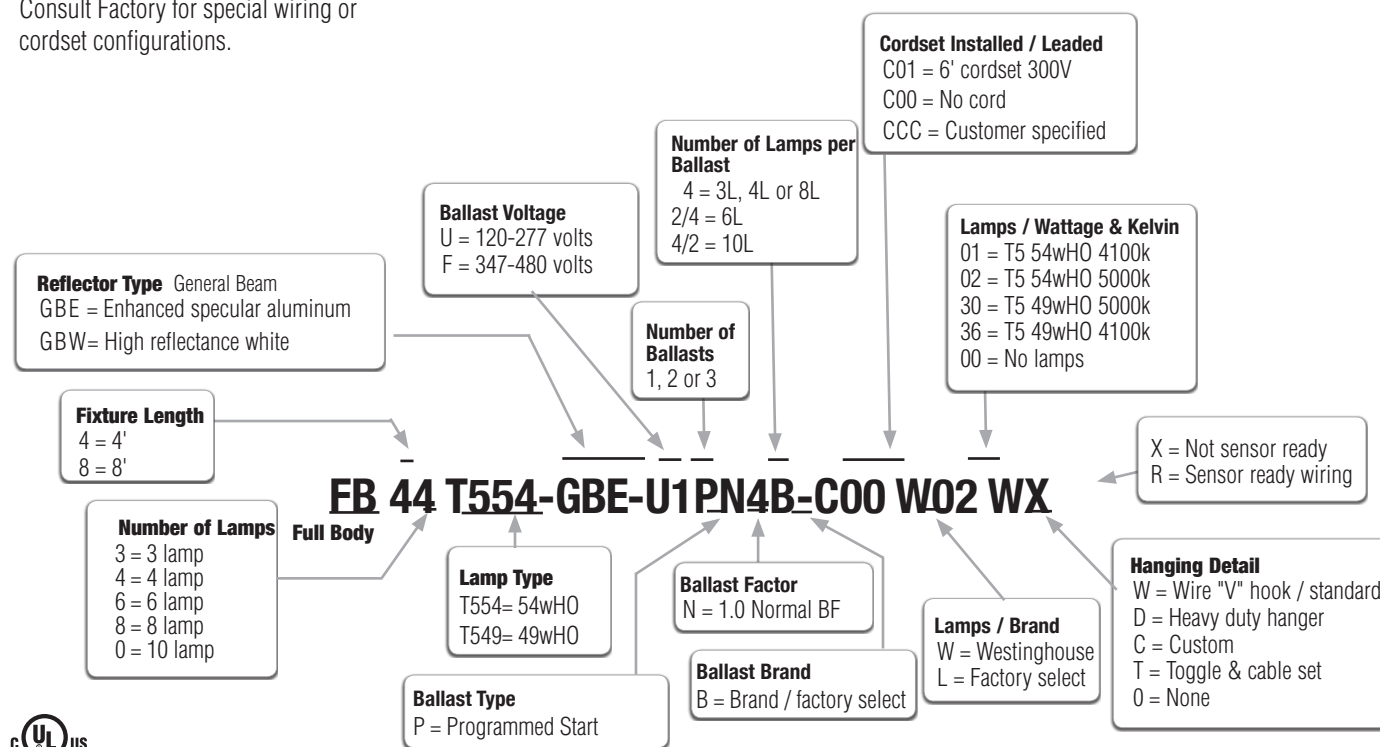 Consult Factory for special wiring or
cordset configurations.
Cordset Installed / Leaded
C01 = 6' cordset 300V
C00 = No cord
CCC = Customer specified
Number of Lamps per
Ballast
4 = 3L, 4L or 8L
2/4 = 6L
4/2 = 10L
Ballast Voltage
U = 120-277 volts
F = 347-480 volts
Lamps / Wattage & Kelvin
01 = T5 54wHO 4100k
02 = T5 54wHO 5000k
30 = T5 49wHO 5000k
36 = T5 49wHO 4100k
00 = No lamps
Reflector Type General Beam
GBE = Enhanced specular aluminum
GBW= High reflectance white
Number of
Ballasts
1, 2 or 3
Fixture Length
4 = 4'
8 = 8'
X = Not sensor ready
R = Sensor ready wiring
FB 44 T554-GBE-U1PN4B-C00 W02 WX
Full Body
Number of Lamps
3 = 3 lamp
4 = 4 lamp
6 = 6 lamp
8 = 8 lamp
0 = 10 lamp
Lamp Type
T554= 54wHO
T549= 49wHO
Ballast Factor
N = 1.0 Normal BF
Lamps / Brand
W = Westinghouse
L = Factory select
Hanging Detail
W = Wire "V" hook / standard
D = Heavy duty hanger
C = Custom
T = Toggle & cable set
0 = None
Ballast Type
P = Programmed Start
Ballast Brand
B = Brand / factory select
c UL us